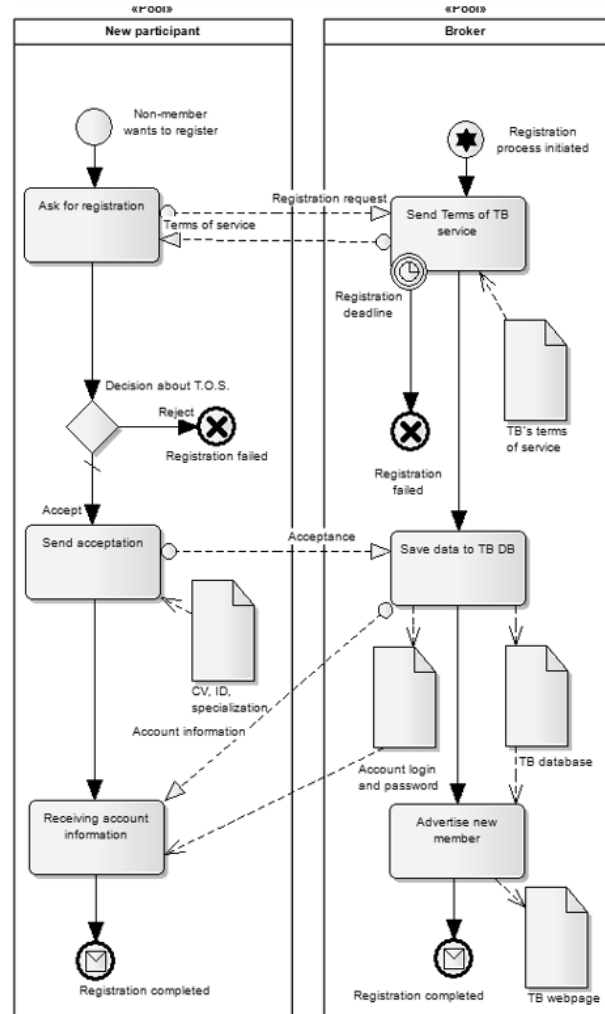 «Pool»
New participant
Non-member
wants to register
Ask for registration
Decision about T.O.S.
Reject
Registration failed
Accept
Send acceptation
CV, ID,
specialization
Account information
Receiving account
information
Registration completed
Registration request
Terms of service
Acceptance
«Pool»
Broker
Registration
process initiated
Send Terms of TB
service
Registration
deadline
TB's terms
of service
Registration
failed
Save data to TB DB
Account login
and password
TB database
Advertise new
member
Registration completed
TB webpage